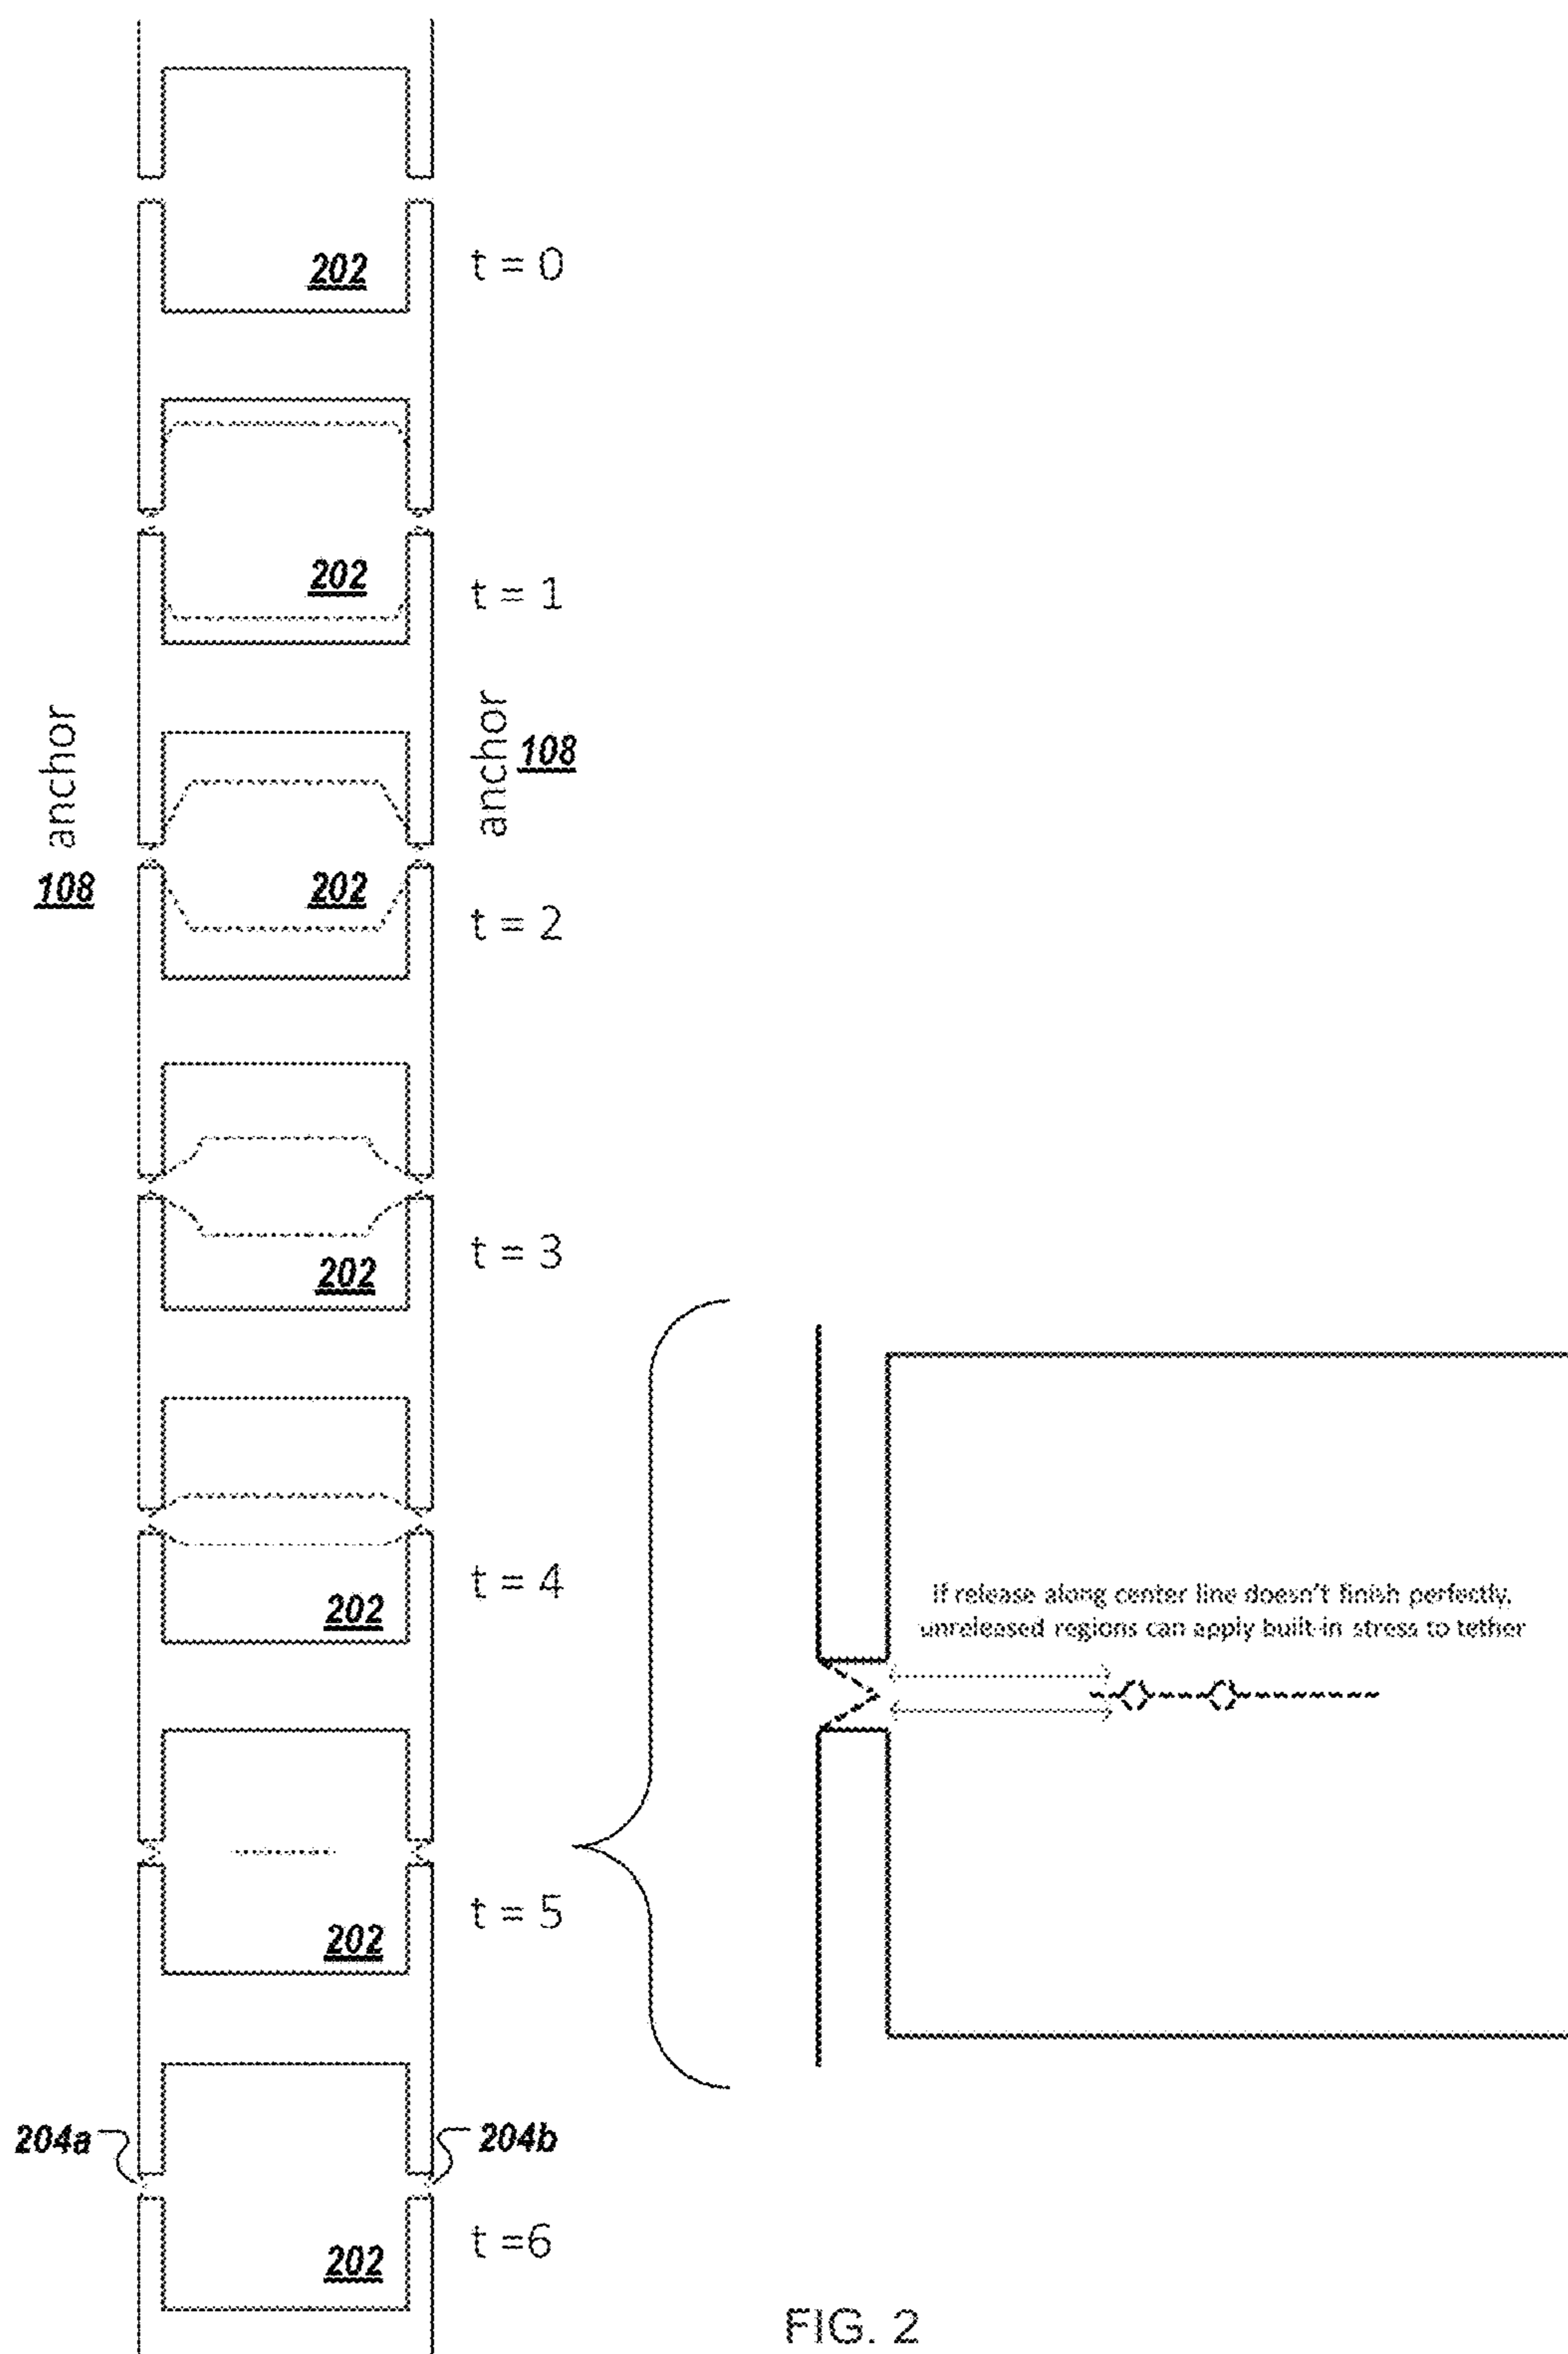 202
t = 0
202
t = 1
anchor
108
anchor
108
202
t = 2
202
t = 3
202
t = 4
If release along center line doesn't finish perfectly,
unreleased regions can apply built-in stress to tether
202
t = 5
204a
204b
202
t =6
FIG. 2